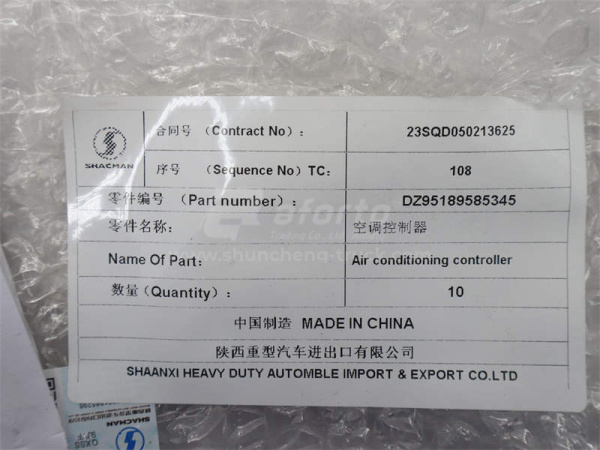 SHACMAN
合同号 (Contract No): 23SQD050213625
序号 (Sequence No) TC: 108
零件编号 (Part number): DZ95189585345
零件名称: 空调控制器
Name Of Part: Air conditioning controller
数量(Quantity): 10
中国制造 MADE IN CHINA
陕西重型汽车进出口有限公司
SHAANXI HEAVY DUTY AUTOMBLE IMPORT & EXPORT CO.LTD
aforto
www.shuncheng-truck
SHACMAN